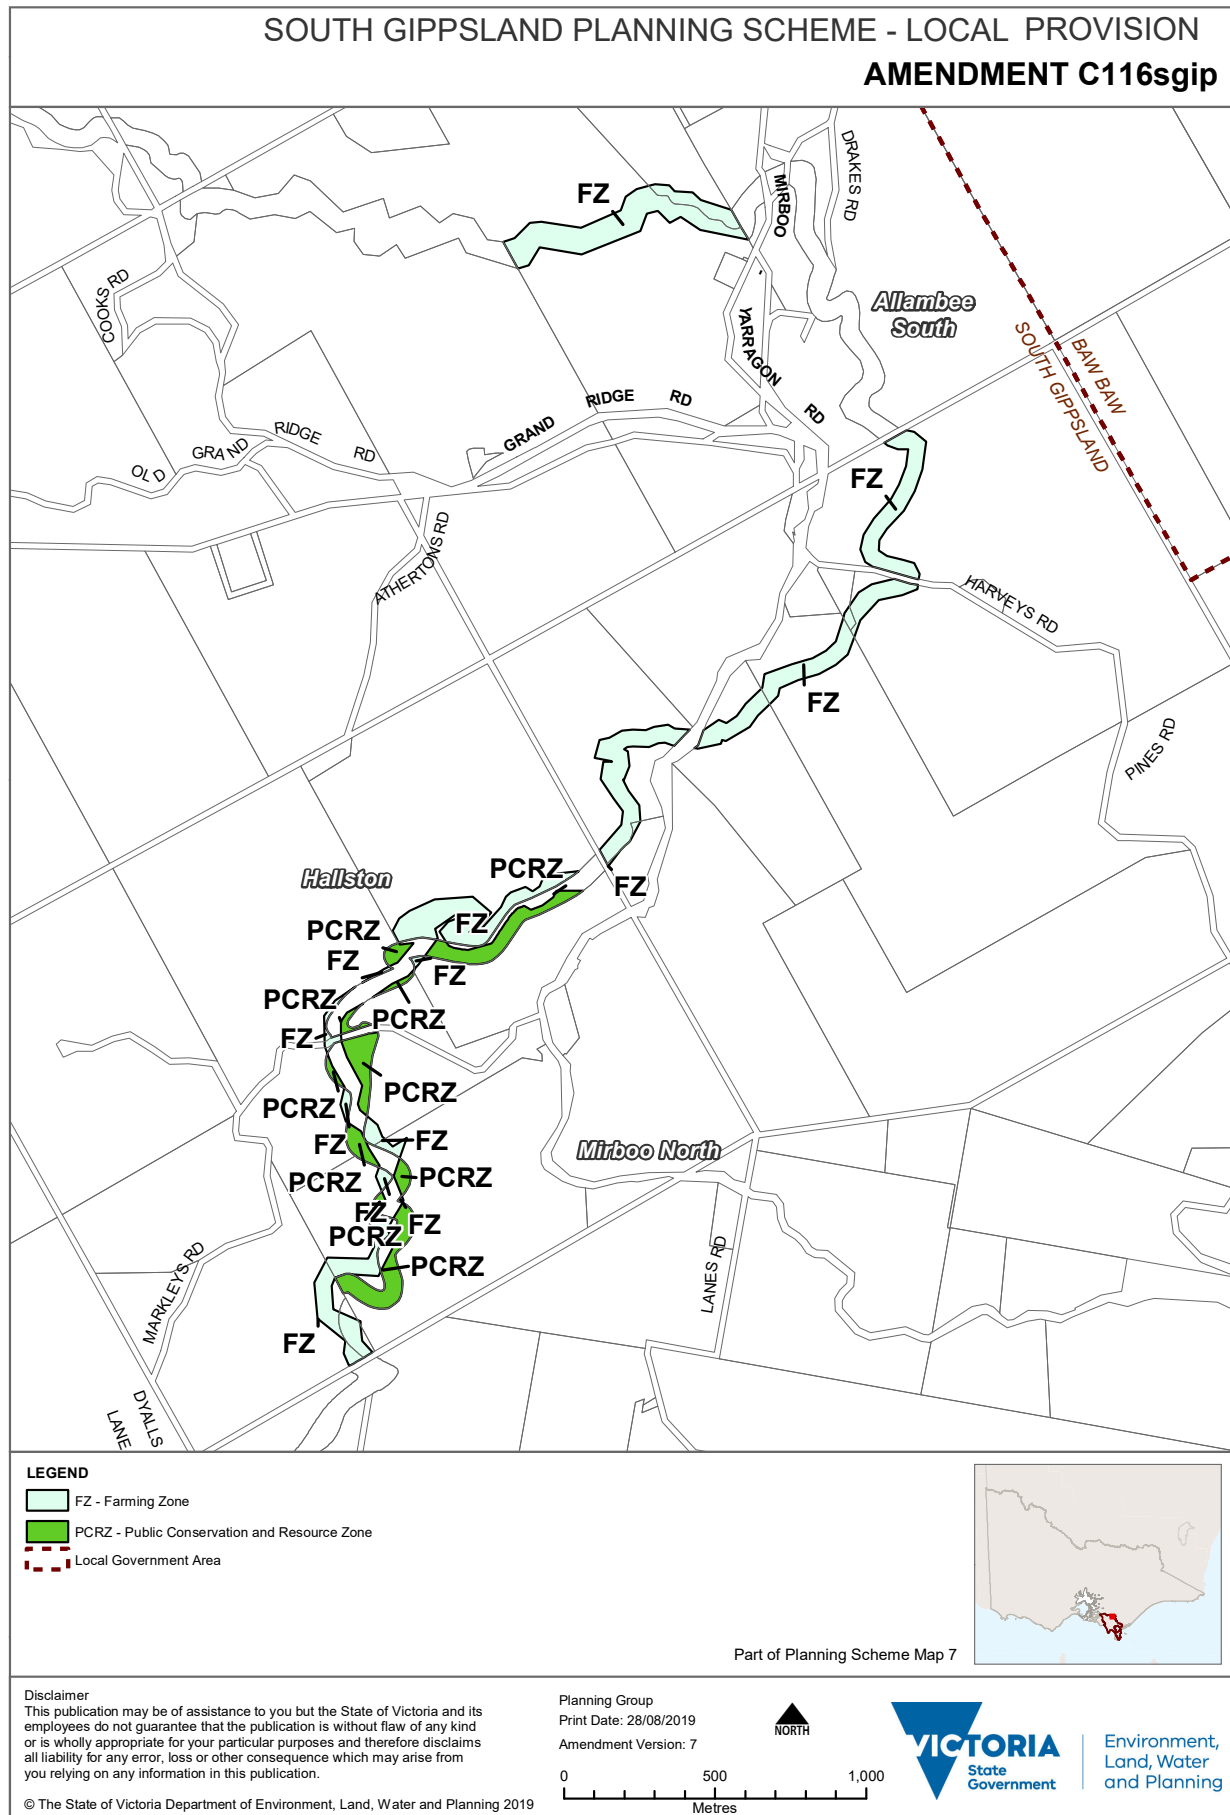 SOUTH GIPPSLAND PLANNING SCHEME - LOCAL PROVISION
AMENDMENT C116sgip
FZ
MIRBOO
DRAKES RD
COOKS RD
Allambee
South
YARRAGON
RD
BAW BAW
SOUTH GIPPSLAND
GRAND RIDGE RD
OLD GRAND RIDGE RD
FZ
ATHERTONS RD
HARVEYS RD
FZ
PINES RD
Hallston
PCRZ
FZ
FZ
PCRZ
FZ
FZ
PCRZ
PCRZ
FZ
PCRZ
PCRZ
FZ
FZ
Mirboo North
PCRZ
PCRZ
FZ
FZ
PCRZ
PCRZ
MARKLEYS RD
LANES RD
FZ
DYALLS
LANE
LEGEND
FZ - Farming Zone
PCRZ - Public Conservation and Resource Zone
Local Government Area
Part of Planning Scheme Map 7
Disclaimer
This publication may be of assistance to you but the State of Victoria and its
employees do not guarantee that the publication is without flaw of any kind
or is wholly appropriate for your particular purposes and therefore disclaims
all liability for any error, loss or other consequence which may arise from
you relying on any information in this publication.
© The State of Victoria Department of Environment, Land, Water and Planning 2019
Planning Group
Print Date: 28/08/2019
Amendment Version: 7
NORTH
0 500 1,000
Metres
VICTORIA
State
Government
Environment,
Land, Water
and Planning